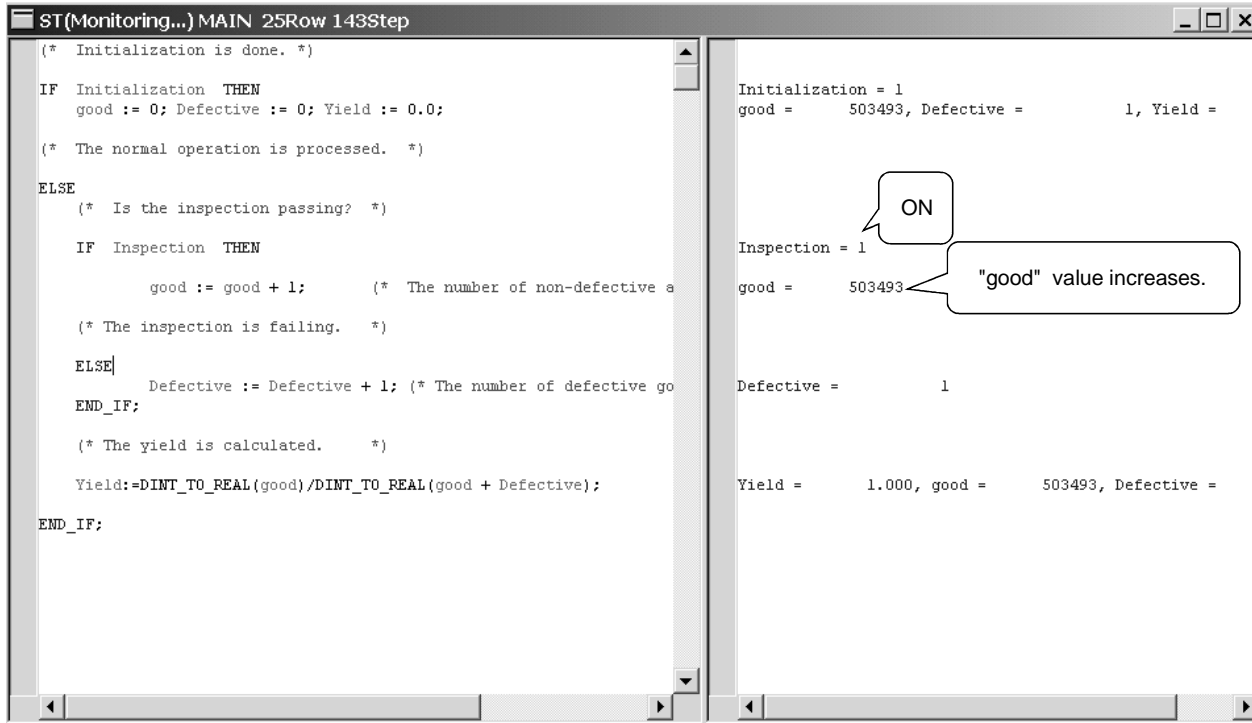 ST(Monitoring...) MAIN 25Row 143Step
(* Initialization is done. *)
IF Initialization THEN
good := 0; Defective := 0; Yield := 0.0;
(* The normal operation is processed. *)
ELSE
(* Is the inspection passing? *)
IF Inspection THEN
good := good + 1; (* The number of non-defective a
(* The inspection is failing. *)
ELSE
Defective := Defective + 1; (* The number of defective go
END_IF;
(* The yield is calculated. *)
Yield:=DINT_TO_REAL(good)/DINT_TO_REAL(good + Defective);
END_IF;
Initialization = 1
good = 503493, Defective = 1, Yield =
ON
Inspection = 1
"good" value increases.
good = 503493
Defective = 1
Yield = 1.000, good = 503493, Defective =